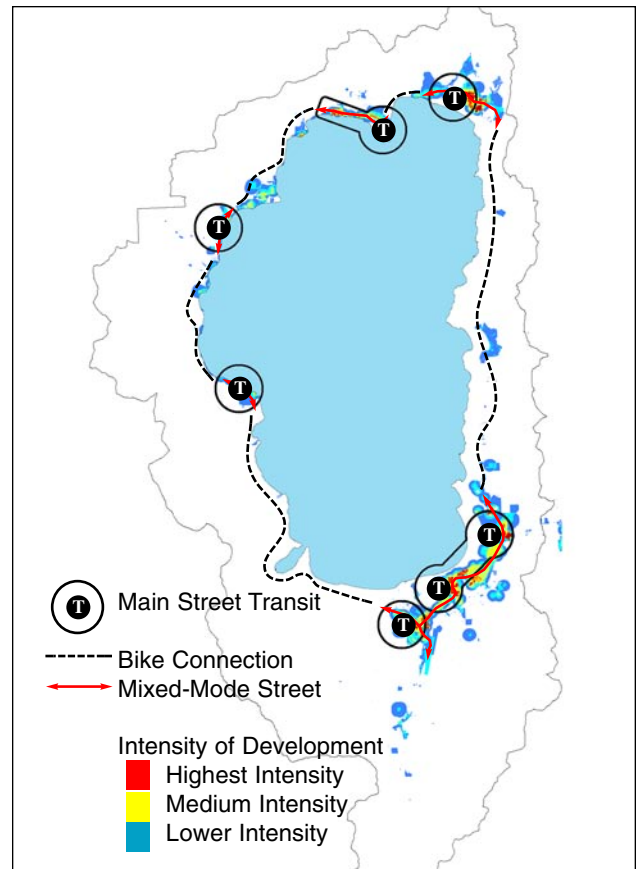 T
T
T
T
T
T
T
T Main Street Transit
Bike Connection
Mixed-Mode Street
Intensity of Development
Highest Intensity
Medium Intensity
Lower Intensity